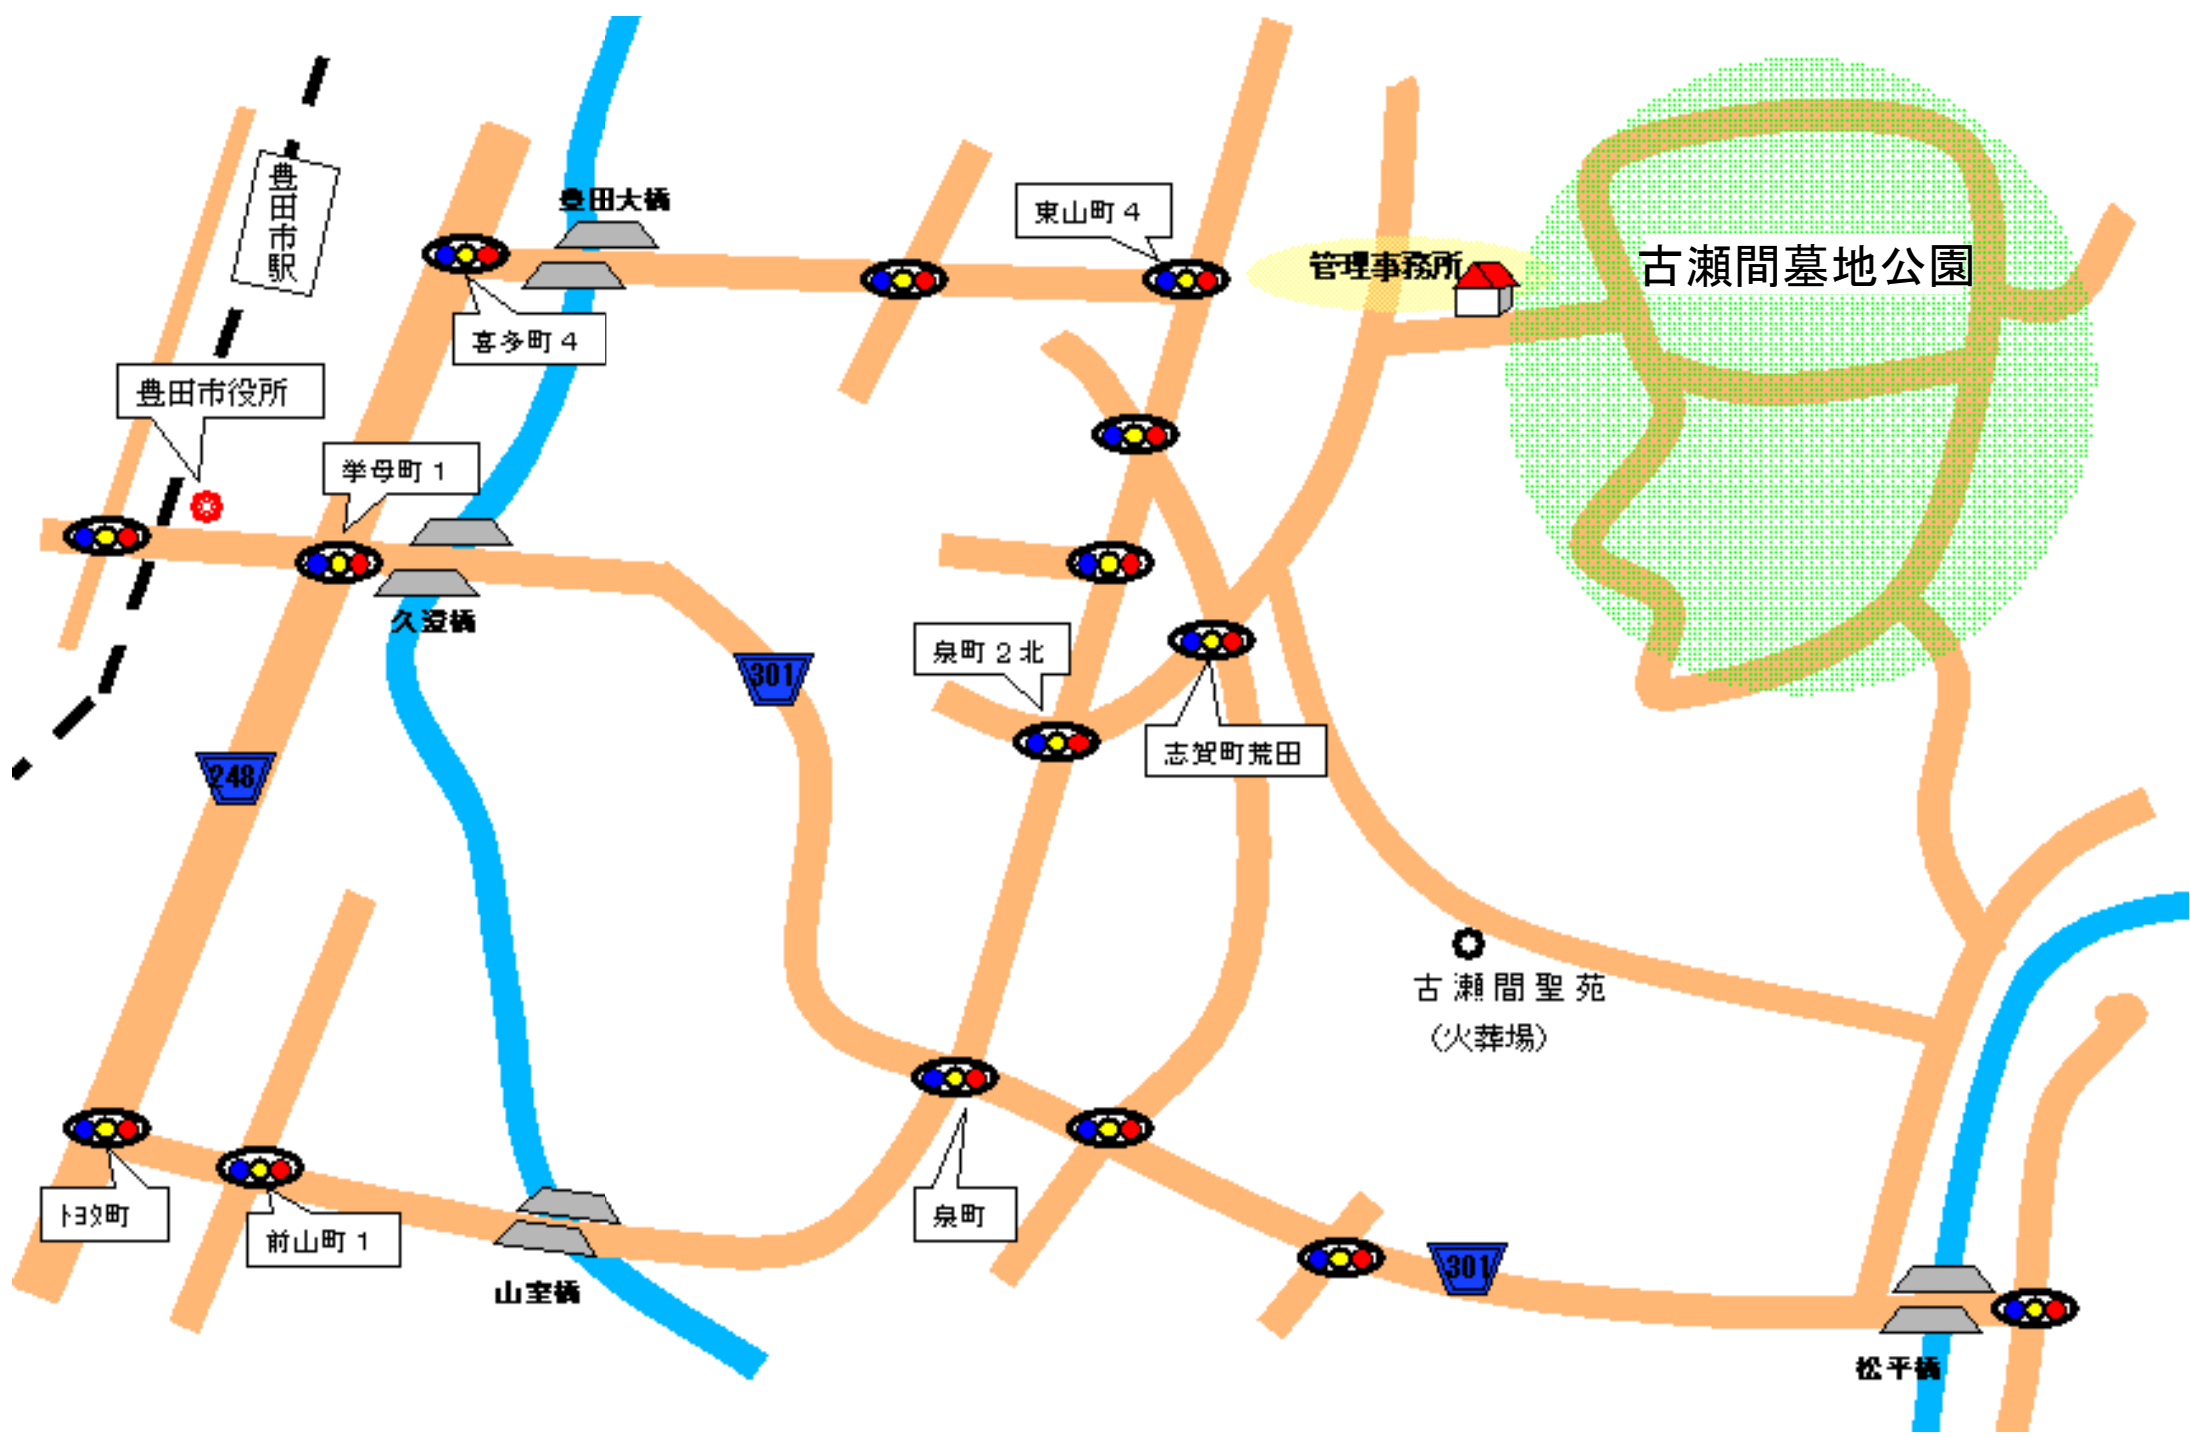 豊田市駅
豊田大橋
東山町4
管理事務所
古瀬間墓地公園
喜多町4
豊田市役所
挙母町1
久澄橋
泉町2北
301
志賀町荒田
248
古瀬間聖苑
（火葬場）
トヨタ町
前山町1
泉町
301
山室橋
松平橋